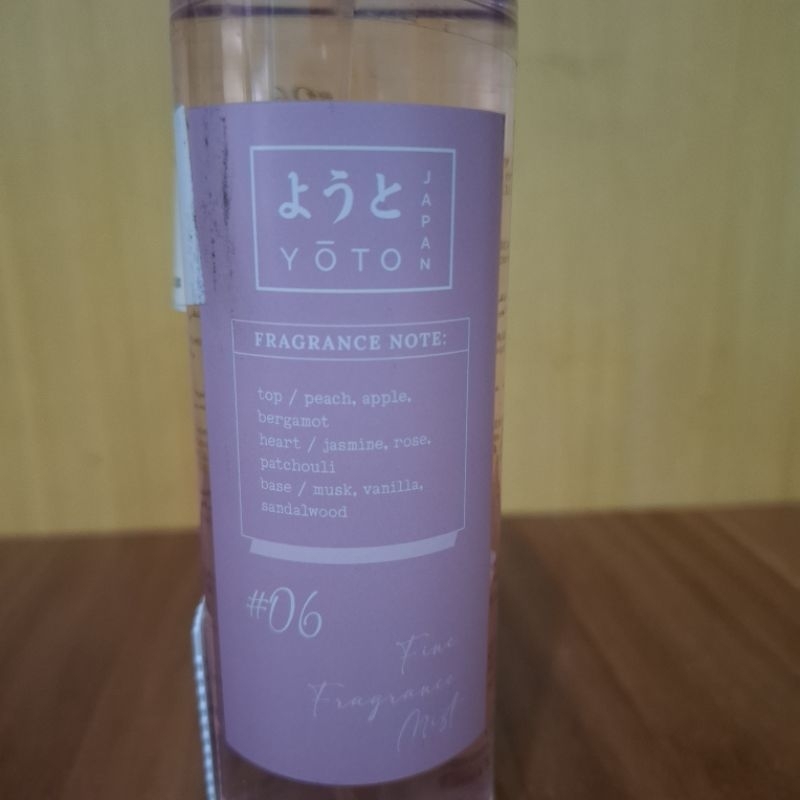 ようと
YŌTO
JAPAN
FRAGRANCE NOTE:
top / peach, apple,
bergamot
heart / jasmine, rose,
patchouli
base / musk, vanilla,
sandalwood
#06
Fine
Fragrance
Mist